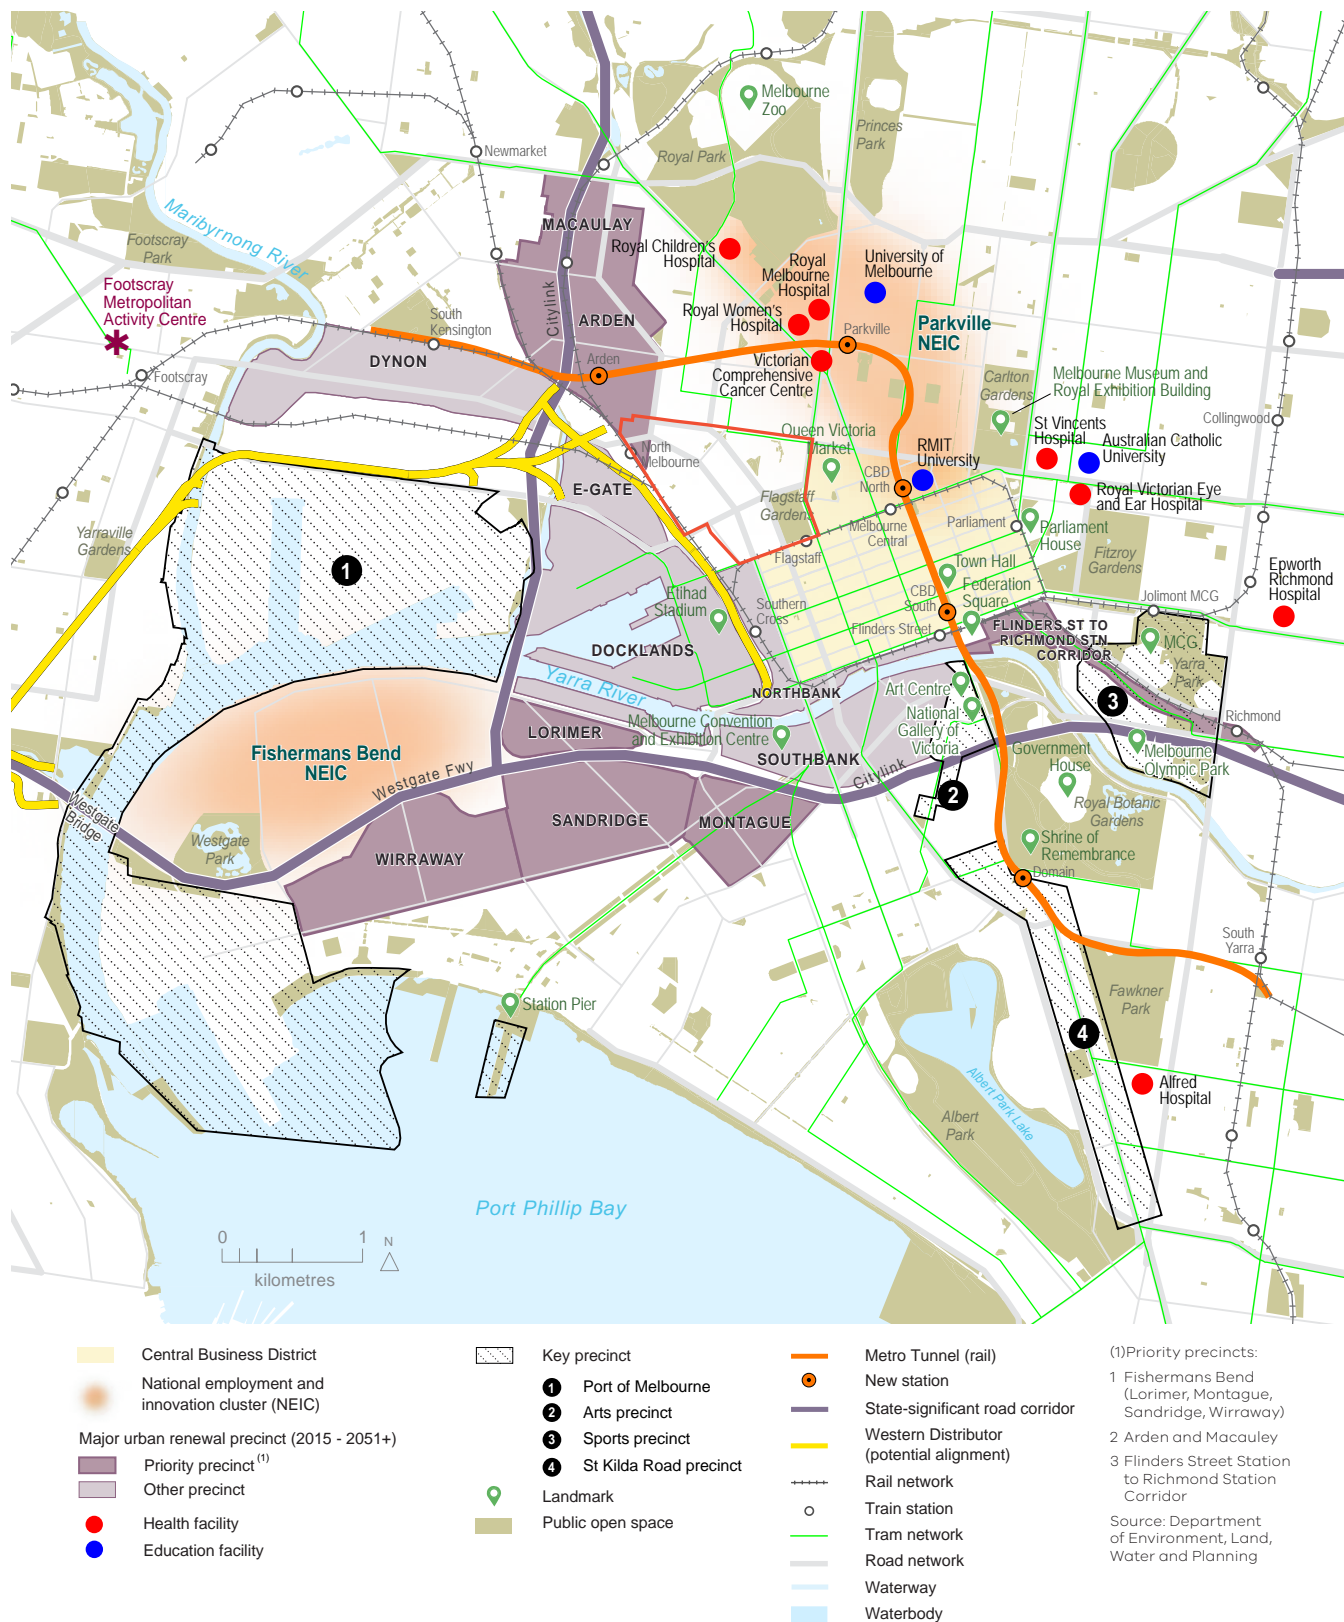 Melbourne
Zoo
Princes
Park
Royal Park
Newmarket
Maribyrnong River
MACAULAY
Footscray
Park
Royal Children's
Hospital
Royal
Melbourne
Hospital
University of
Melbourne
Footscray
Metropolitan
Activity Centre
South
Kensington
Citylink
ARDEN
Royal Women's
Hospital
Parkville
Parkville
NEIC
DYNON
Arden
Footscray
Victorian
Comprehensive
Cancer Centre
Carlton
Gardens
Melbourne Museum and
Royal Exhibition Building
Collingwood
St Vincents
Hospital
Australian Catholic
University
Queen Victoria
Market
RMIT
University
North
Melbourne
CBD
North
E-GATE
Flagstaff
Gardens
Royal Victorian Eye
and Ear Hospital
Melbourne
Central
Parliament
Parliament
House
Yarraville
Gardens
Flagstaff
Fitzroy
Gardens
1
Town Hall
Epworth
Richmond
Hospital
Etihad
Stadium
CBD
South
Federation
Square
Jolimont MCG
Southern
Cross
Flinders Street
FLINDERS ST TO
RICHMOND STN
CORRIDOR
MCG
DOCKLANDS
Yarra
Park
Yarra River
NORTHBANK
Art Centre
3
National
Gallery of
Victoria
Richmond
LORIMER
Melbourne Convention
and Exhibition Centre
Fishermans Bend
NEIC
SOUTHBANK
Government
House
Melbourne
Olympic Park
Westgate Fwy
Citylink
2
Westgate
Bridge
Royal Botanic
Gardens
SANDRIDGE
MONTAGUE
Westgate
Park
WIRRAWAY
Shrine of
Remembrance
Domain
South
Yarra
Fawkner
Park
Station Pier
4
Albert Park Lake
Alfred
Hospital
Albert
Park
Port Phillip Bay
0 1
kilometres
N
Central Business District
National employment and
innovation cluster (NEIC)
Major urban renewal precinct (2015 - 2051+)
Priority precinct (1)
Other precinct
Health facility
Education facility
Key precinct
1 Port of Melbourne
2 Arts precinct
3 Sports precinct
4 St Kilda Road precinct
Landmark
Public open space
Metro Tunnel (rail)
New station
State-significant road corridor
Western Distributor
(potential alignment)
Rail network
Train station
Tram network
Road network
Waterway
Waterbody
(1)Priority precincts:
1 Fishermans Bend
(Lorimer, Montague,
Sandridge, Wirraway)
2 Arden and Macauley
3 Flinders Street Station
to Richmond Station
Corridor
Source: Department
of Environment, Land,
Water and Planning